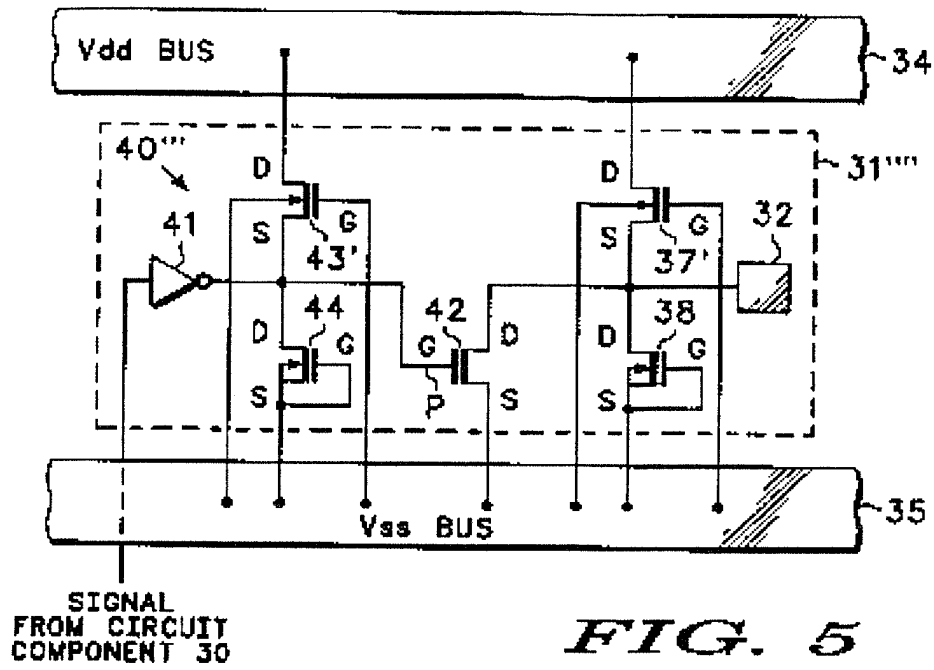 Vdd BUS
34
40'''
31''''
D
D
41
G
32
S
43'
S
G
37'
44
42
38
D
G
G
D
D
G
S
P
S
S
Vss BUS
35
SIGNAL
FROM CIRCUIT
COMPONENT 30
FIG. 5